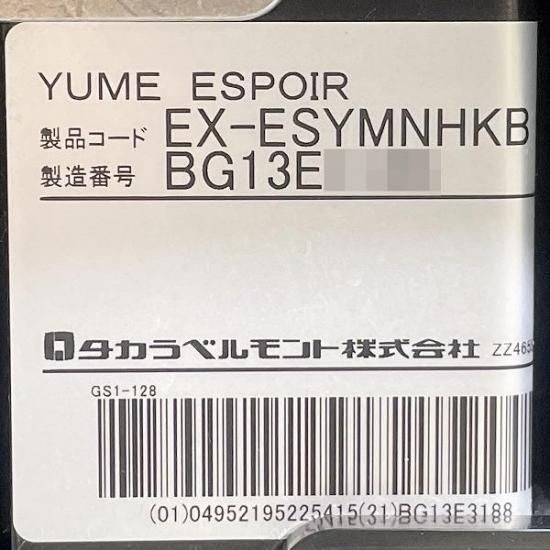 YUME ESPOIR
製品コード EX-ESYMNHKB
製造番号 BG13E
タカラベルモント株式会社 ZZ465
GS1-128
(01)04952195225415(31)BG13E3188